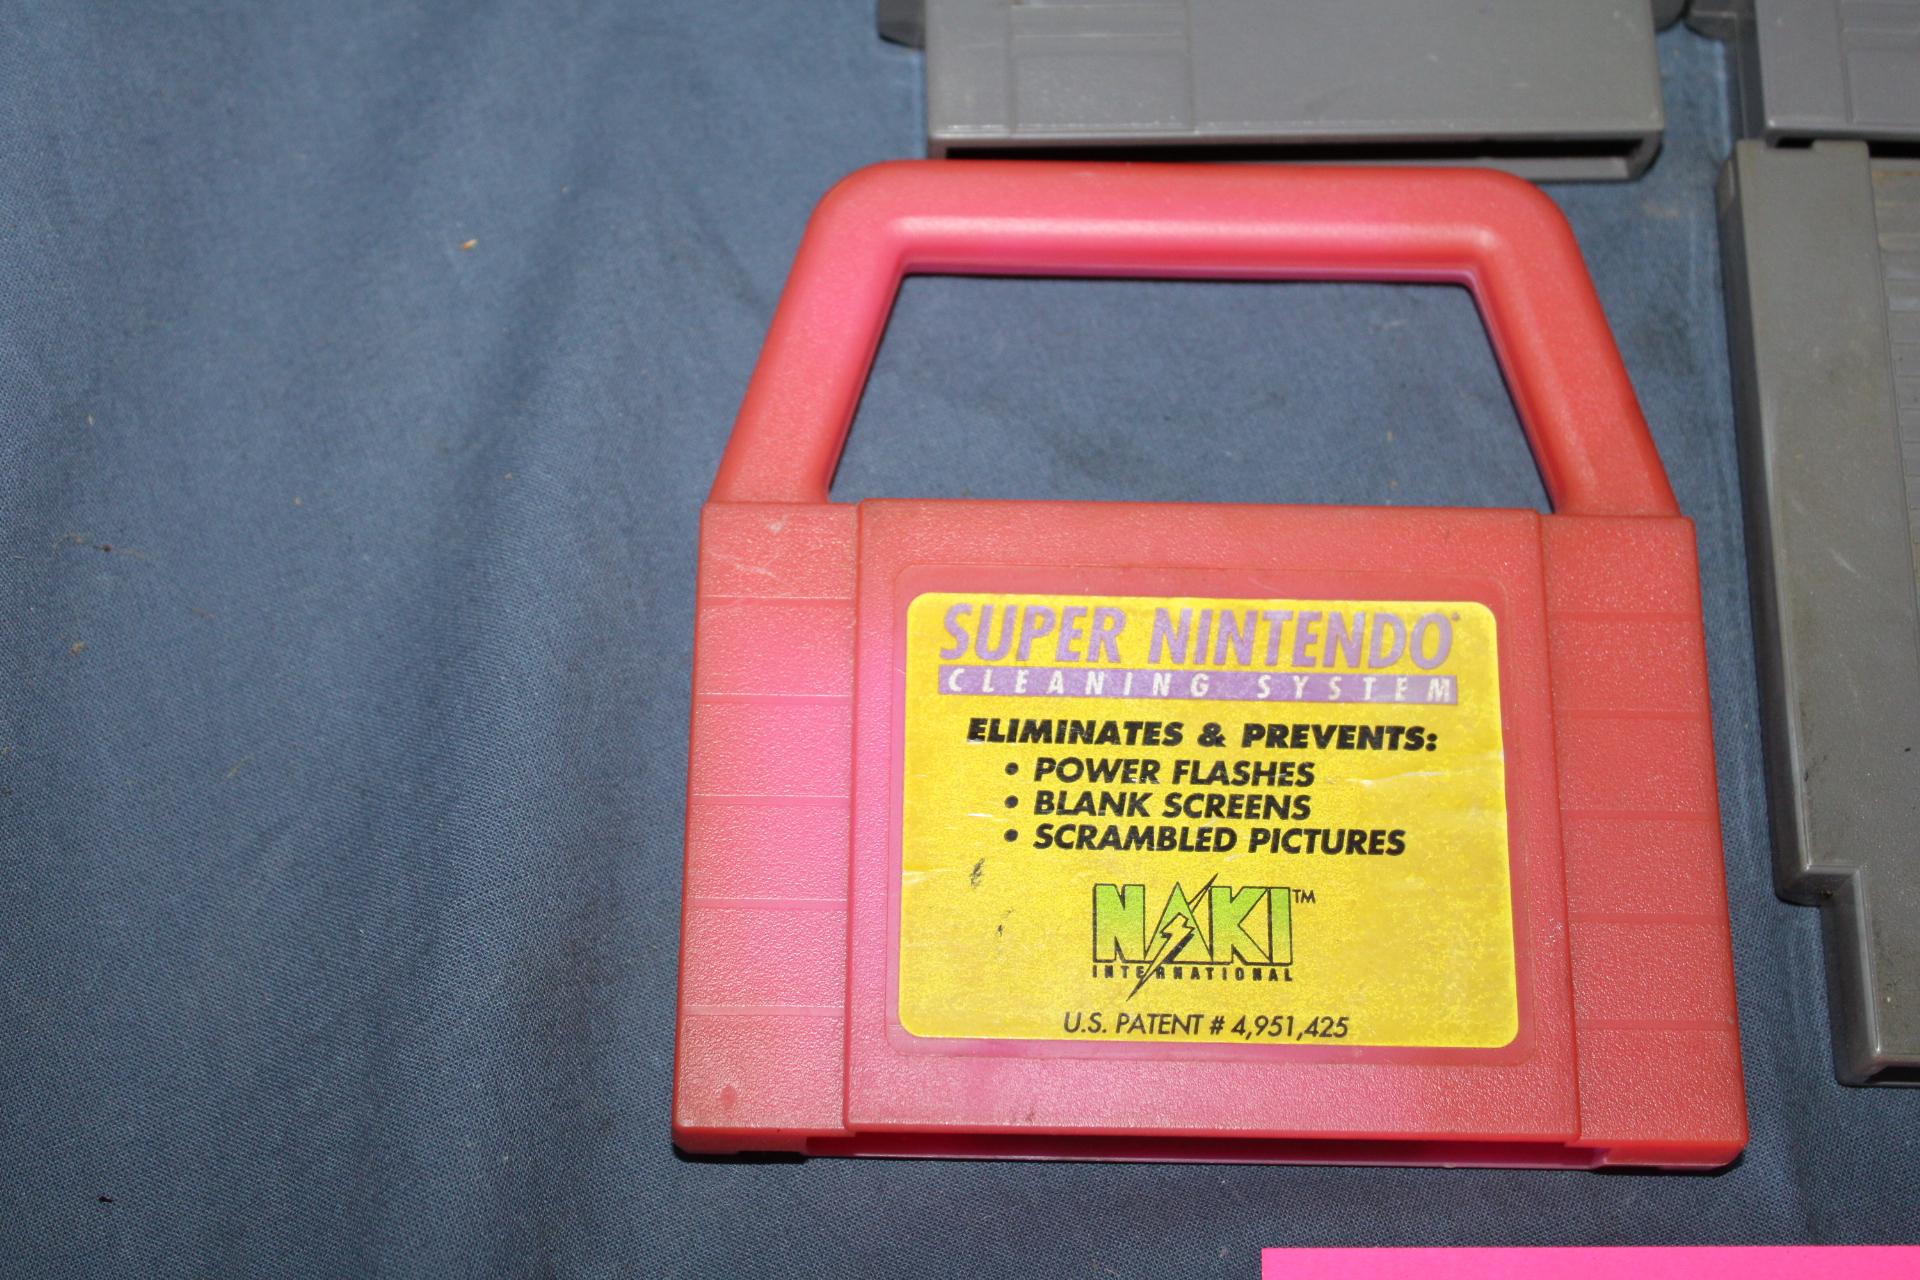 SUPER NINTENDO
CLEANING SYSTEM
ELIMINATES & PREVENTS:
• POWER FLASHES
• BLANK SCREENS
• SCRAMBLED PICTURES
NAKI™
INTERNATIONAL
U.S. PATENT # 4,951,425